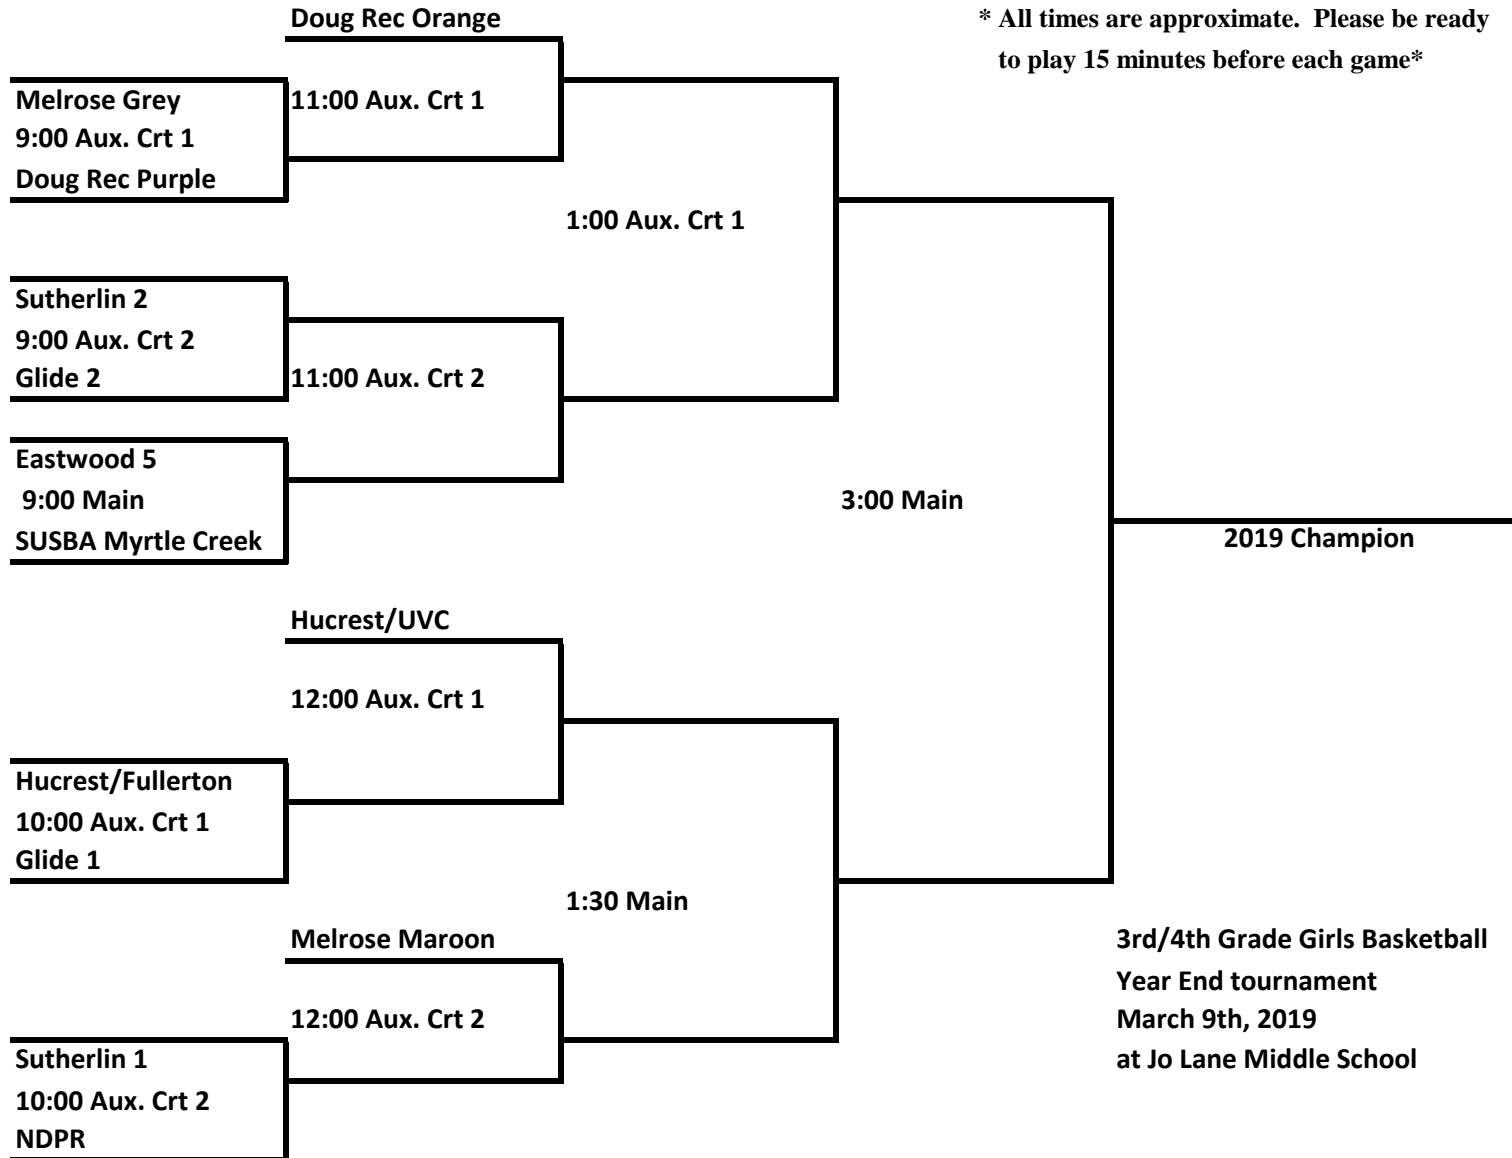 Doug Rec Orange
* All times are approximate. Please be ready
to play 15 minutes before each game*
Melrose Grey
11:00 Aux. Crt 1
9:00 Aux. Crt 1
Doug Rec Purple
1:00 Aux. Crt 1
Sutherlin 2
9:00 Aux. Crt 2
Glide 2
11:00 Aux. Crt 2
Eastwood 5
9:00 Main
3:00 Main
SUSBA Myrtle Creek
2019 Champion
Hucrest/UVC
12:00 Aux. Crt 1
Hucrest/Fullerton
10:00 Aux. Crt 1
Glide 1
1:30 Main
Melrose Maroon
3rd/4th Grade Girls Basketball
Year End tournament
12:00 Aux. Crt 2
March 9th, 2019
Sutherlin 1
at Jo Lane Middle School
10:00 Aux. Crt 2
NDPR